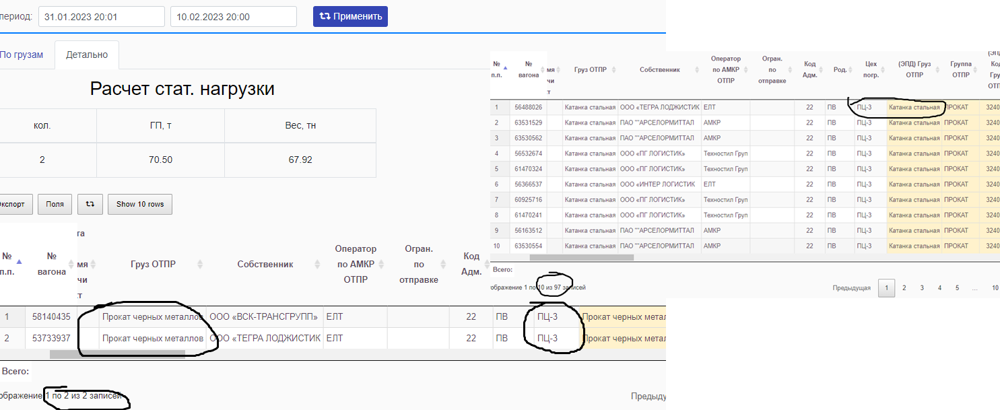 период: 31.01.2023 20:01 10.02.2023 20:00 Применить
По грузам Детально
Расчет стат. нагрузки
кол. ГП, т Вес, тн
2 70.50 67.92
Экспорт Поля Show 10 rows
та
№ п.п. № вагона мя чи т Груз ОТПР Собственник Оператор по АМКР ОТПР Огран. по отправке Код Адм.
1 58140435 Прокат черных металлов ООО «ВСК-ТРАНСГРУПП» ЕЛТ 22 ПВ ПЦ-3 Прокат черных метал
2 53733937 Прокат черных металлов ООО «ТЕГРА ЛОДЖИСТИК ЕЛТ 22 ПВ ПЦ-3 Прокат черных метал
Всего:
ображение 1 по 2 из 2 записей Предыду
№ п.п. № вагона мя чи т Груз ОТПР Собственник Оператор по АМКР ОТПР Огран. по отправке Код Адм. Род. Цех погр. (ЭПД) Груз ОТПР Группа ОТПР (ЭПД) Код Гру ОТП
1 56488026 Катанка стальная ООО «ТЕГРА ЛОДЖИСТИК ЕЛТ 22 ПВ ПЦ-3 Катанка стальная ПРОКАТ 3240
2 63531529 Катанка стальная ПАО ""АРСЕЛОРМИТТАЛ АМКР 22 ПВ ПЦ-3 Катанка стальная ПРОКАТ 3240
3 63530562 Катанка стальная ПАО ""АРСЕЛОРМИТТАЛ АМКР 22 ПВ ПЦ-3 Катанка стальная ПРОКАТ 3240
4 56532674 Катанка стальная ООО «ПГ ЛОГИСТИК» Техностил Груп 22 ПВ ПЦ-3 Катанка стальная ПРОКАТ 3240
5 61470324 Катанка стальная ООО «ПГ ЛОГИСТИК» Техностил Груп 22 ПВ ПЦ-3 Катанка стальная ПРОКАТ 3240
6 56366537 Катанка стальная ООО «ИНТЕР ЛОГИСТИК ЕЛТ 22 ПВ ПЦ-3 Катанка стальная ПРОКАТ 3240
7 60925716 Катанка стальная ООО «ПГ ЛОГИСТИК» Техностил Груп 22 ПВ ПЦ-3 Катанка стальная ПРОКАТ 3240
8 61470241 Катанка стальная ООО «ПГ ЛОГИСТИК» Техностил Груп 22 ПВ ПЦ-3 Катанка стальная ПРОКАТ 3240
9 56163512 Катанка стальная ПАО ""АРСЕЛОРМИТТАЛ АМКР 22 ПВ ПЦ-3 Катанка стальная ПРОКАТ 3240
10 63530554 Катанка стальная ПАО ""АРСЕЛОРМИТТАЛ АМКР 22 ПВ ПЦ-3 Катанка стальная ПРОКАТ 3240
Всего:
ображение 1 по 10 из 97 записей Предыдущая 1 2 3 4 5 ... 10